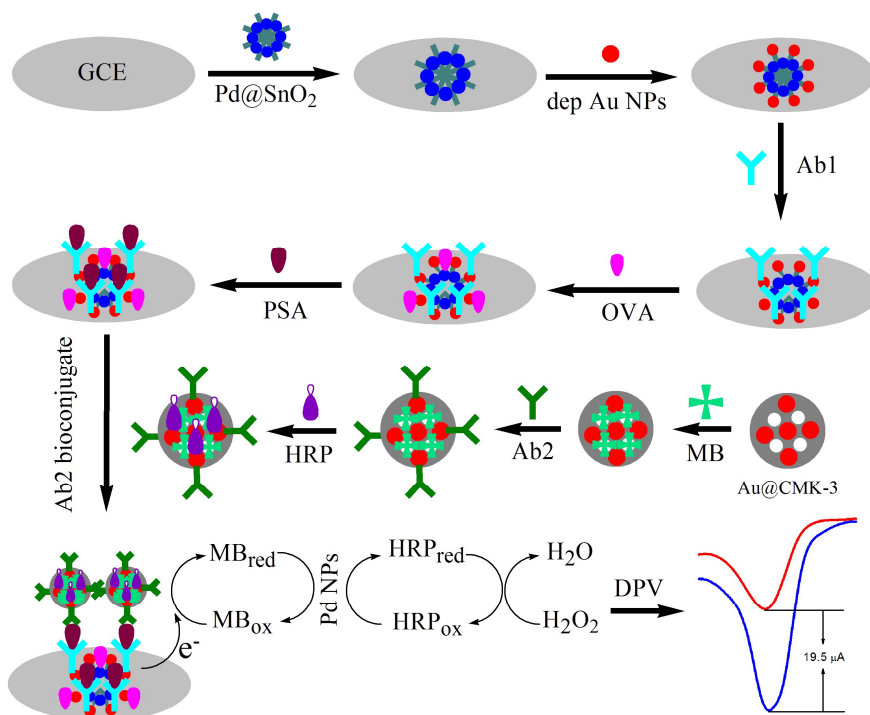 GCE
Pd@SnO₂
dep Au NPs
Ab1
PSA
OVA
Ab2 bioconjugate
HRP
Ab2
MB
Au@CMK-3
MBred
MBox
e-
Pd NPs
HRPred
HRPox
H₂O
H₂O₂
DPV
19.5 μA